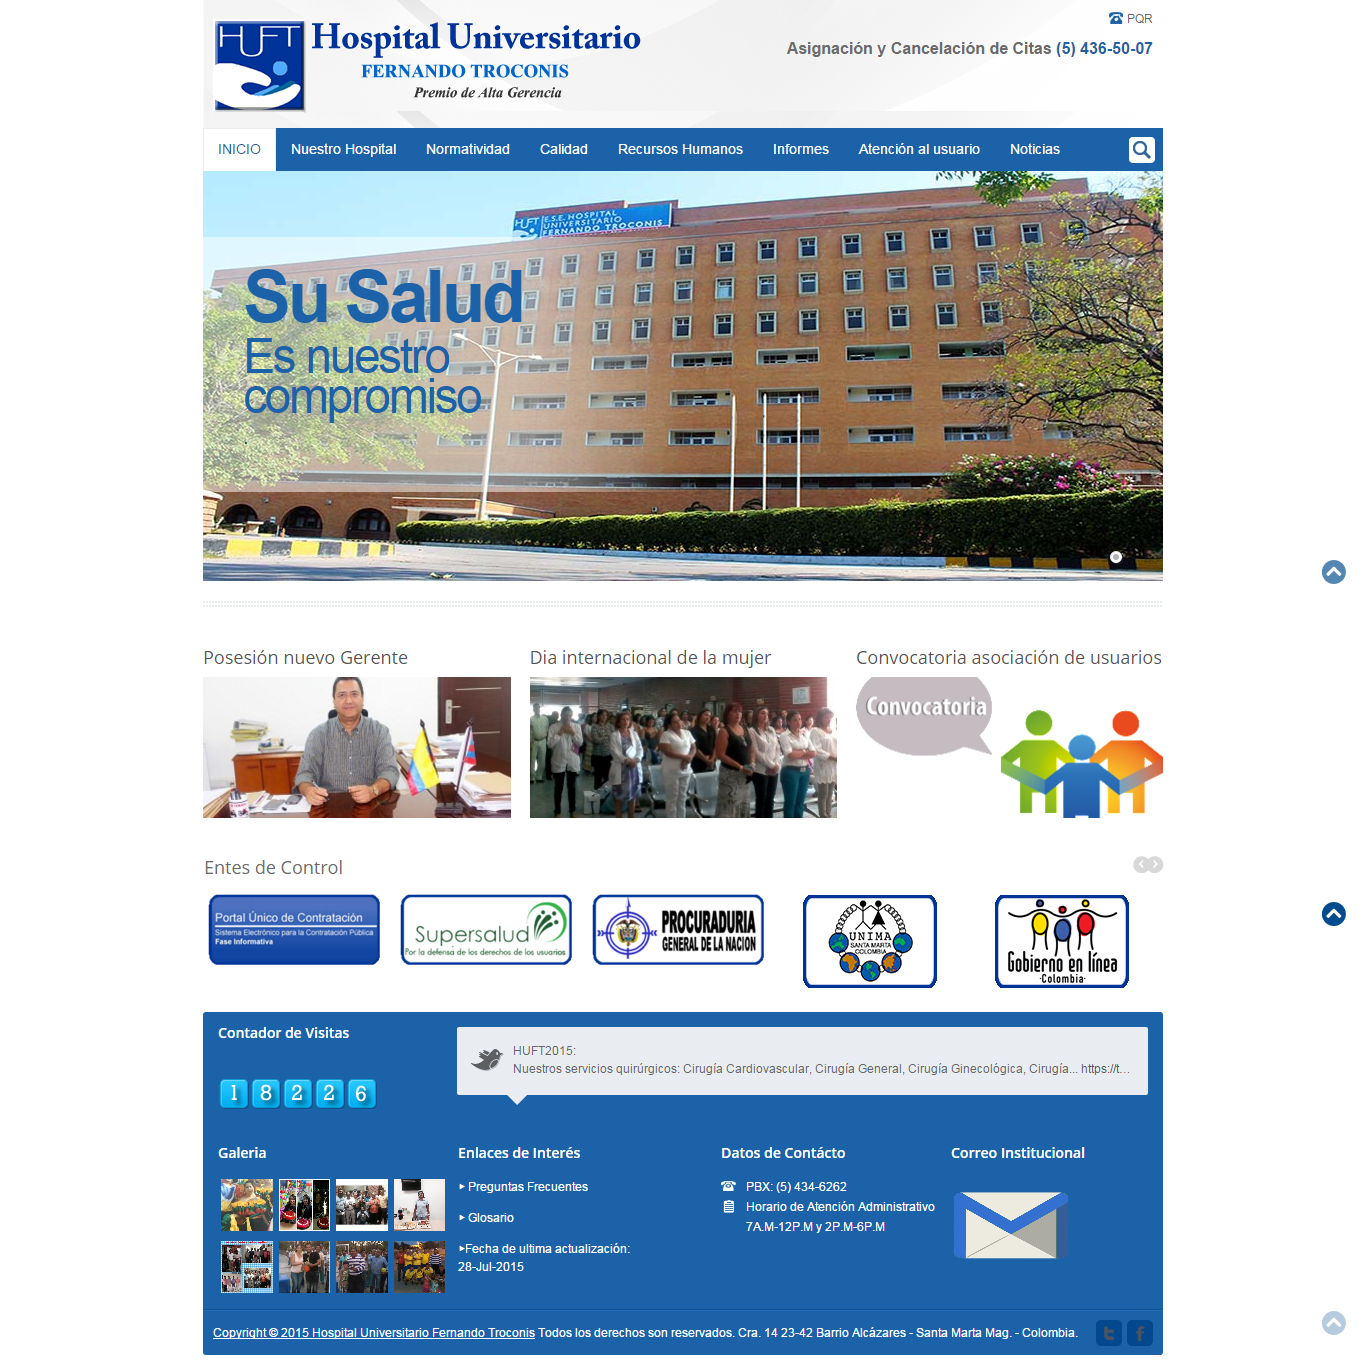 HUFT
Hospital Universitario
FERNANDO TROCONIS
Premio de Alta Gerencia
PQR
Asignación y Cancelación de Citas (5) 436-50-07
INICIO
Nuestro Hospital
Normatividad
Calidad
Recursos Humanos
Informes
Atención al usuario
Noticias
HUFT
E.S.E. HOSPITAL
UNIVERSITARIO
FERNANDO TROCONIS
Su Salud
Es nuestro
compromiso
Posesión nuevo Gerente
Dia internacional de la mujer
Convocatoria asociación de usuarios
Convocatoria
Entes de Control
Portal Único de Contratación
Sistema Electrónico para la Contratación Pública
Fase Informativa
Supersalud
Por la defensa de los derechos de los usuarios
PROCURADURIA
GENERAL DE LA NACION
UNIMA
SANTA MARTA
COLOMBIA
Gobierno en línea
·Colombia·
Contador de Visitas
18226
HUFT2015:
Nuestros servicios quirúrgicos: Cirugía Cardiovascular, Cirugía General, Cirugía Ginecológica, Cirugía... https://t...
Galeria
Enlaces de Interés
Preguntas Frecuentes
Glosario
Fecha de ultima actualización:
28-Jul-2015
Datos de Contácto
PBX: (5) 434-6262
Horario de Atención Administrativo
7A.M-12P.M y 2P.M-6P.M
Correo Institucional
Copyright © 2015 Hospital Universitario Fernando Troconis Todos los derechos son reservados. Cra. 14 23-42 Barrio Alcázares - Santa Marta Mag. - Colombia.